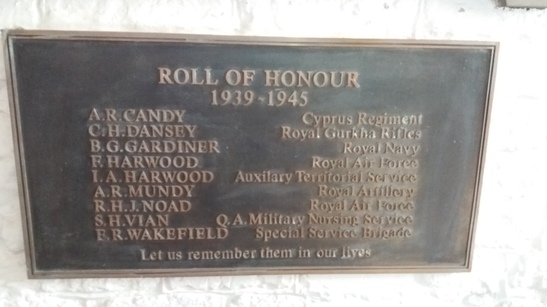 ROLL OF HONOUR
1939-1945
A.R.CANDY Cyprus Regiment
C.H.DANSEY Royal Gurkha Rifles
B.G.GARDINER Royal Navy
F.HARWOOD Royal Air Force
I.A.HARWOOD Auxilary Territorial Service
A.R.MUNDY Royal Artillery
R.H.J.NOAD Royal Air Force
S.H.VIAN Q.A.Military Nursing Service
E.R.WAKEFIELD Special Service Brigade
Let us remember them in our lives